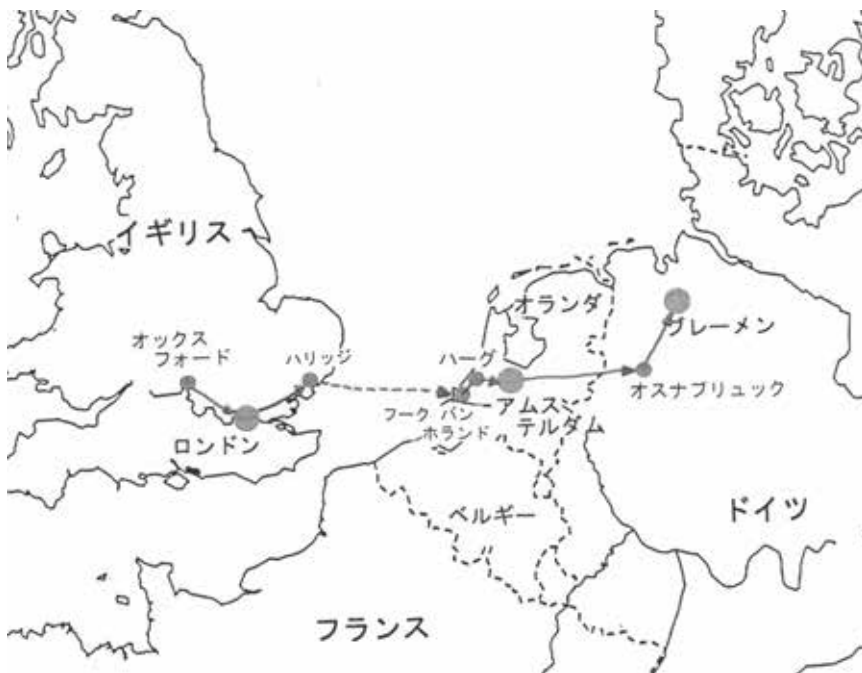 イギリス
オランダ
ブレーメン
オックス
フォード
ハリッジ
ハーグ
オスナブリュック
フーク バン
ホランド
アムス
テルダム
ロンドン
ベルギー
ドイツ
フランス